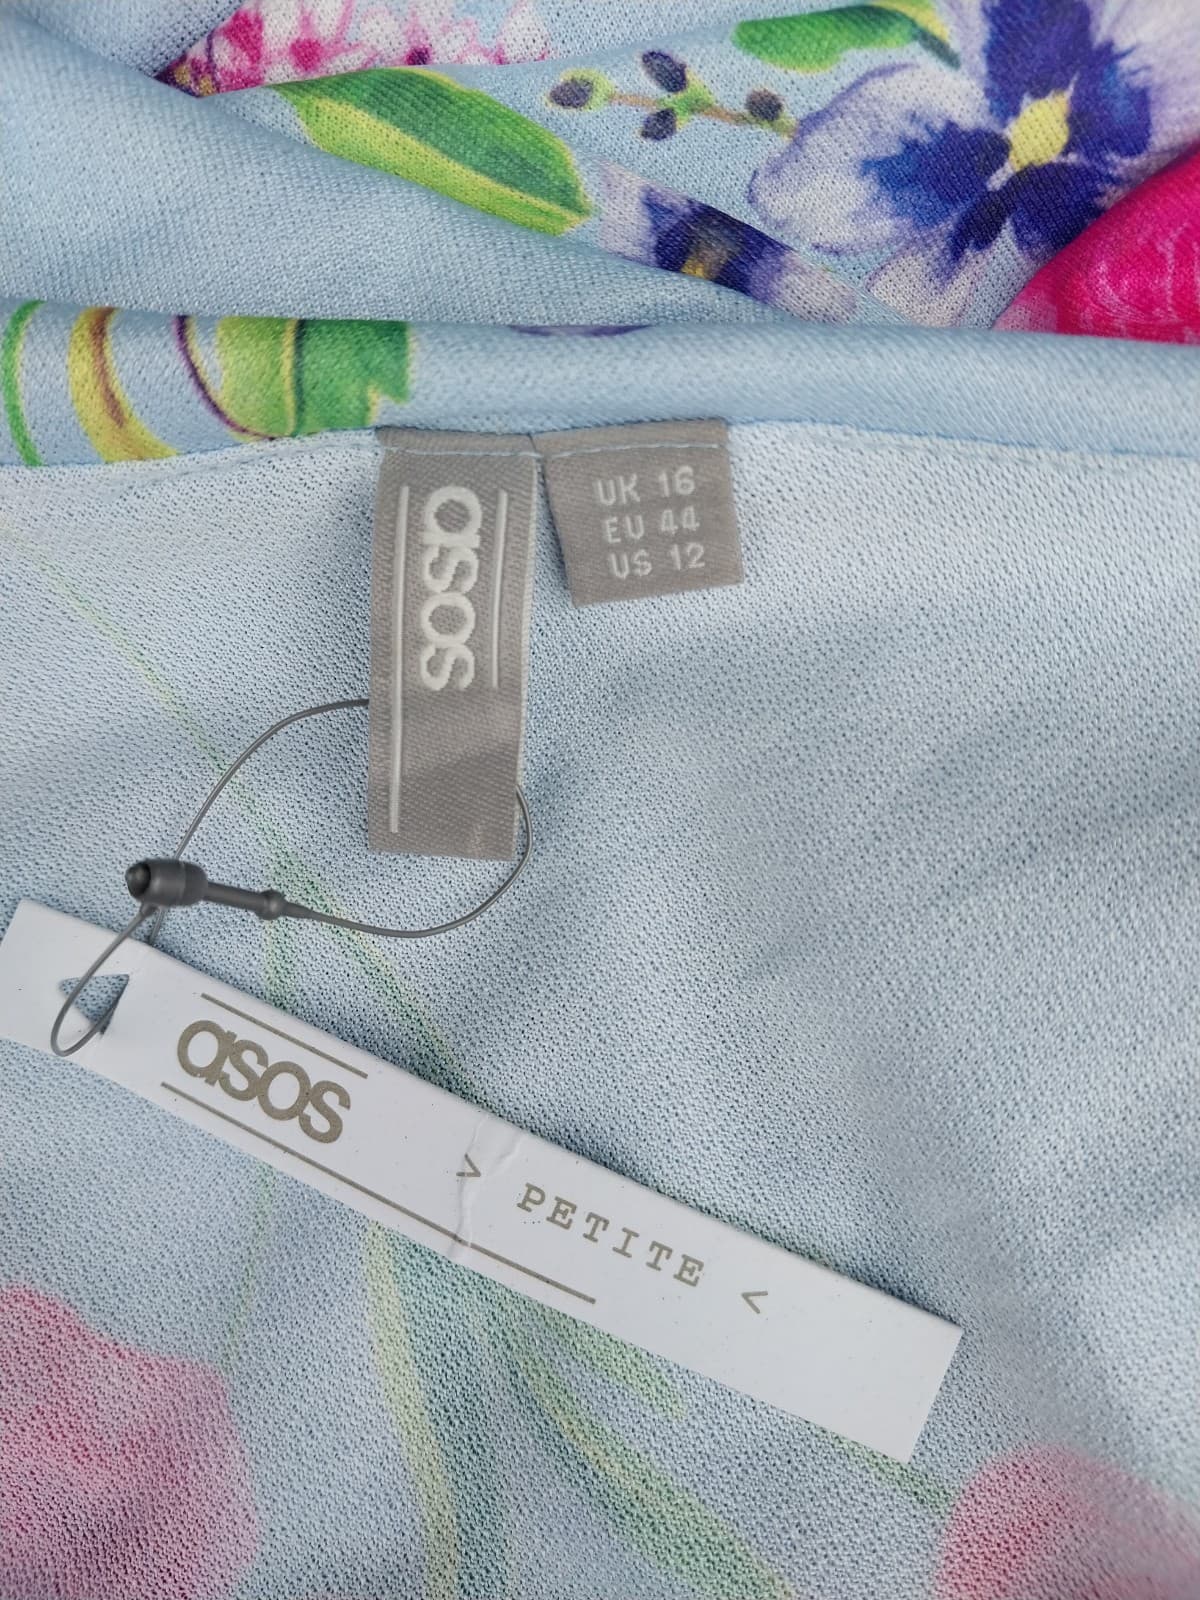 asos
UK 16
EU 44
US 12
asos
> PETITE <